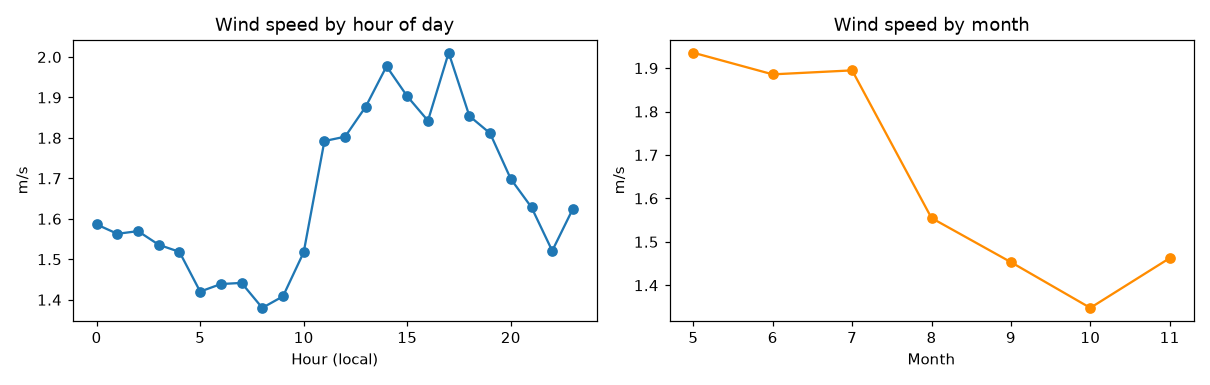 Wind speed by hour of day
2.0
1.9
1.8
1.7
1.6
1.5
1.4
m/s
0 5 10 15 20
Hour (local)
Wind speed by month
1.9
1.8
1.7
1.6
1.5
1.4
m/s
5 6 7 8 9 10 11
Month